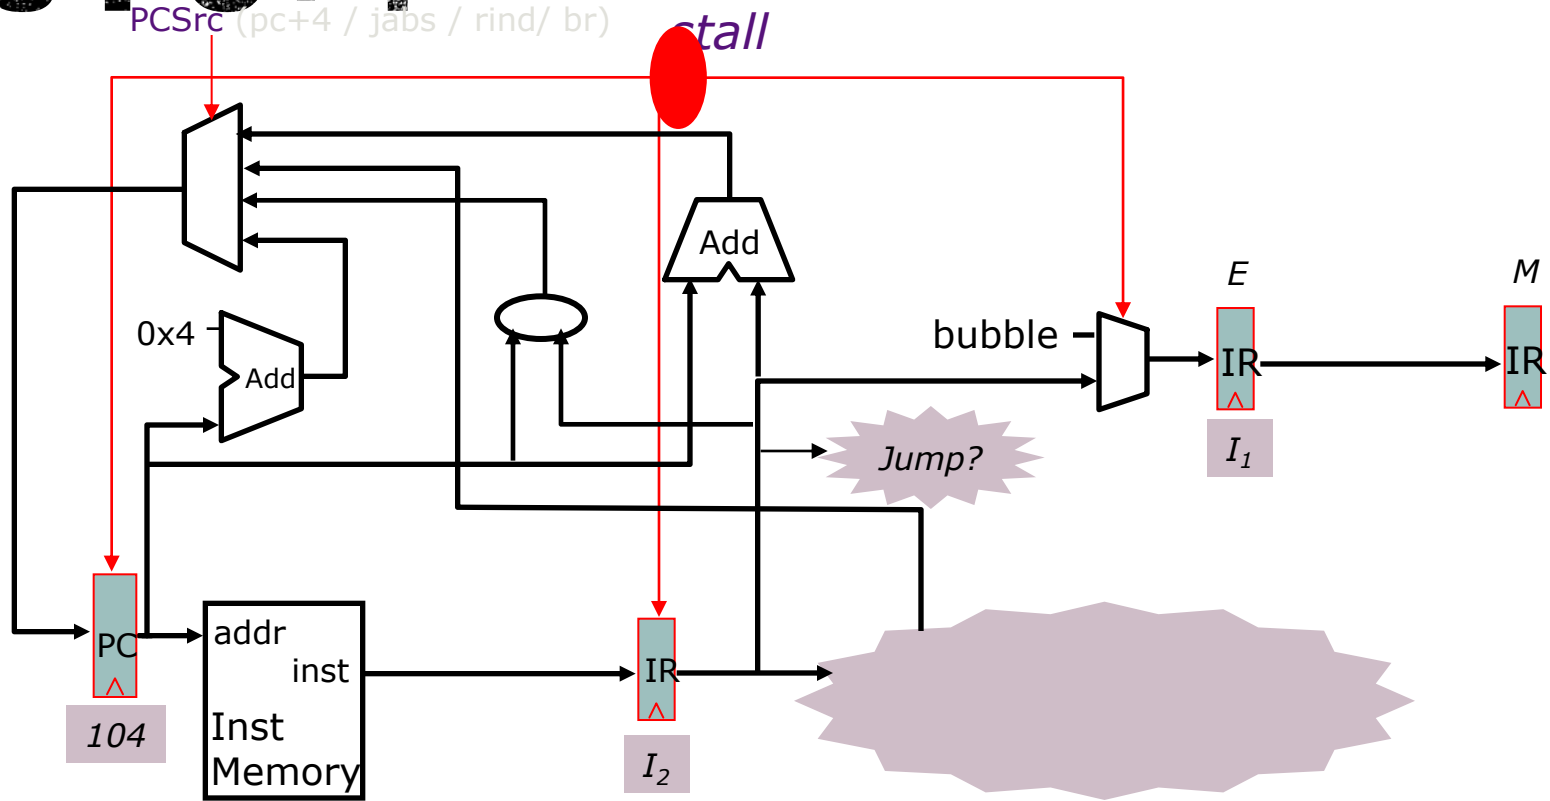 PCSrc (pc+4 / jabs / rind/ br)
stall
Add
E
M
0x4
Add
bubble
IR
IR
Jump?
I1
PC
addr
inst
IR
104
Inst
Memory
I2